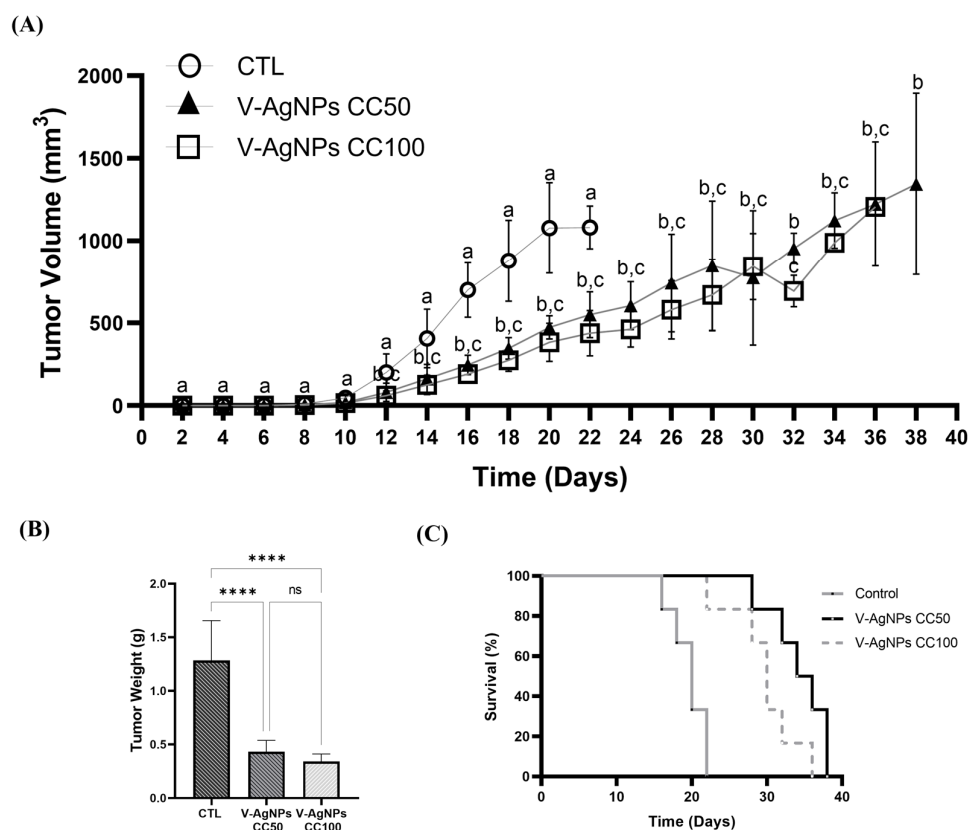 (A)
CTL
V-AgNPs CC50
V-AgNPs CC100
Tumor Volume (mm³)
2000
1500
1000
500
0
a a a a a a a a a a a
b,c b,c b,c b,c b,c b,c b,c b,c b,c b,c b b,c b,c b
c
0 2 4 6 8 10 12 14 16 18 20 22 24 26 28 30 32 34 36 38 40
Time (Days)
(B)
Tumor Weight (g)
2.0
1.5
1.0
0.5
0.0
****
****
ns
CTL V-AgNPs V-AgNPs
CC50 CC100
(C)
Survival (%)
100
80
60
40
20
0
0 10 20 30 40
Time (Days)
Control
V-AgNPs CC50
V-AgNPs CC100